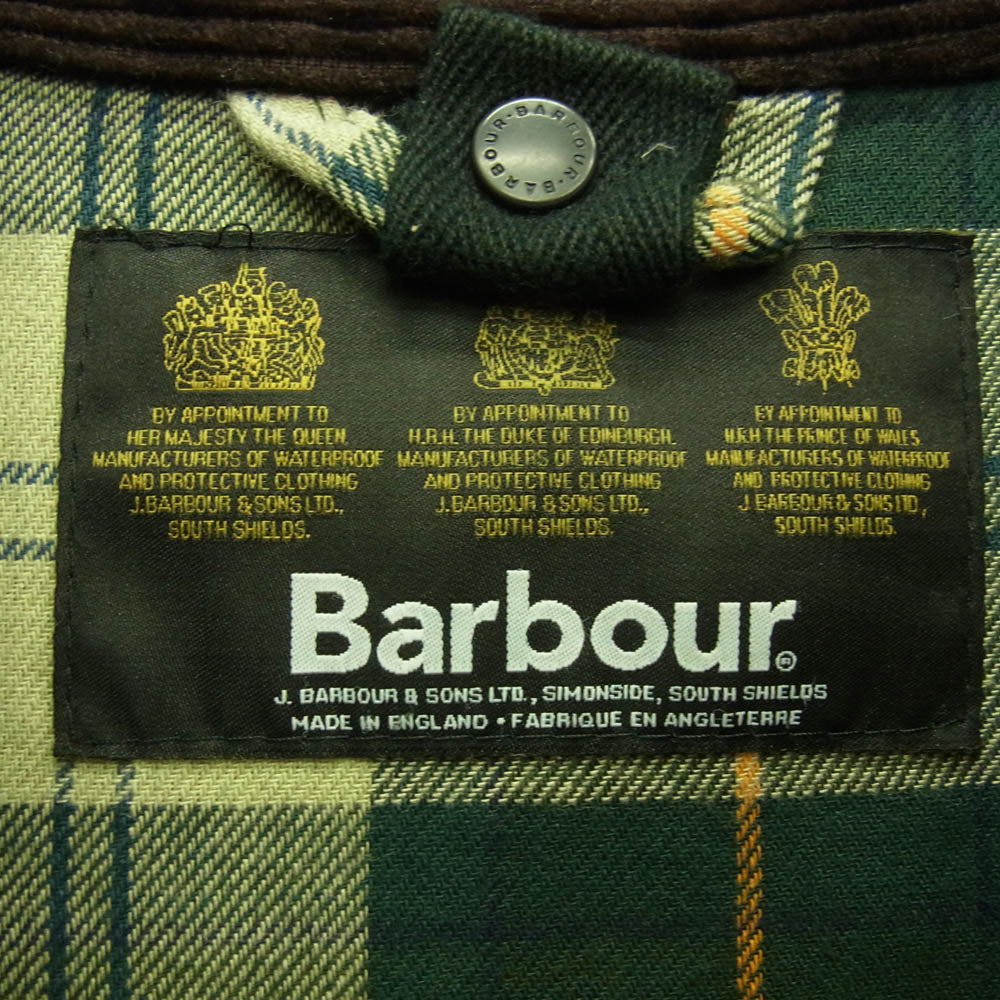 BARBOUR·BARBOUR·BARBOUR·
BY APPOINTMENT TO
HER MAJESTY THE QUEEN
MANUFACTURERS OF WATERPROOF
AND PROTECTIVE CLOTHING
J.BARBOUR & SONS LTD.,
SOUTH SHIELDS.
BY APPOINTMENT TO
H.R.H. THE DUKE OF EDINBURGH.
MANUFACTURERS OF WATERPROOF
AND PROTECTIVE CLOTHING
J.BARBOUR & SONS LTD.,
SOUTH SHIELDS.
BY APPOINTMENT TO
H.R.H THE PRINCE OF WALES
MANUFACTURERS OF WATERPROOF
AND PROTECTIVE CLOTHING
J BARBOUR & SONS LTD,
SOUTH SHIELDS.
Barbour®
J. BARBOUR & SONS LTD., SIMONSIDE, SOUTH SHIELDS
MADE IN ENGLAND • FABRIQUE EN ANGLETERRE